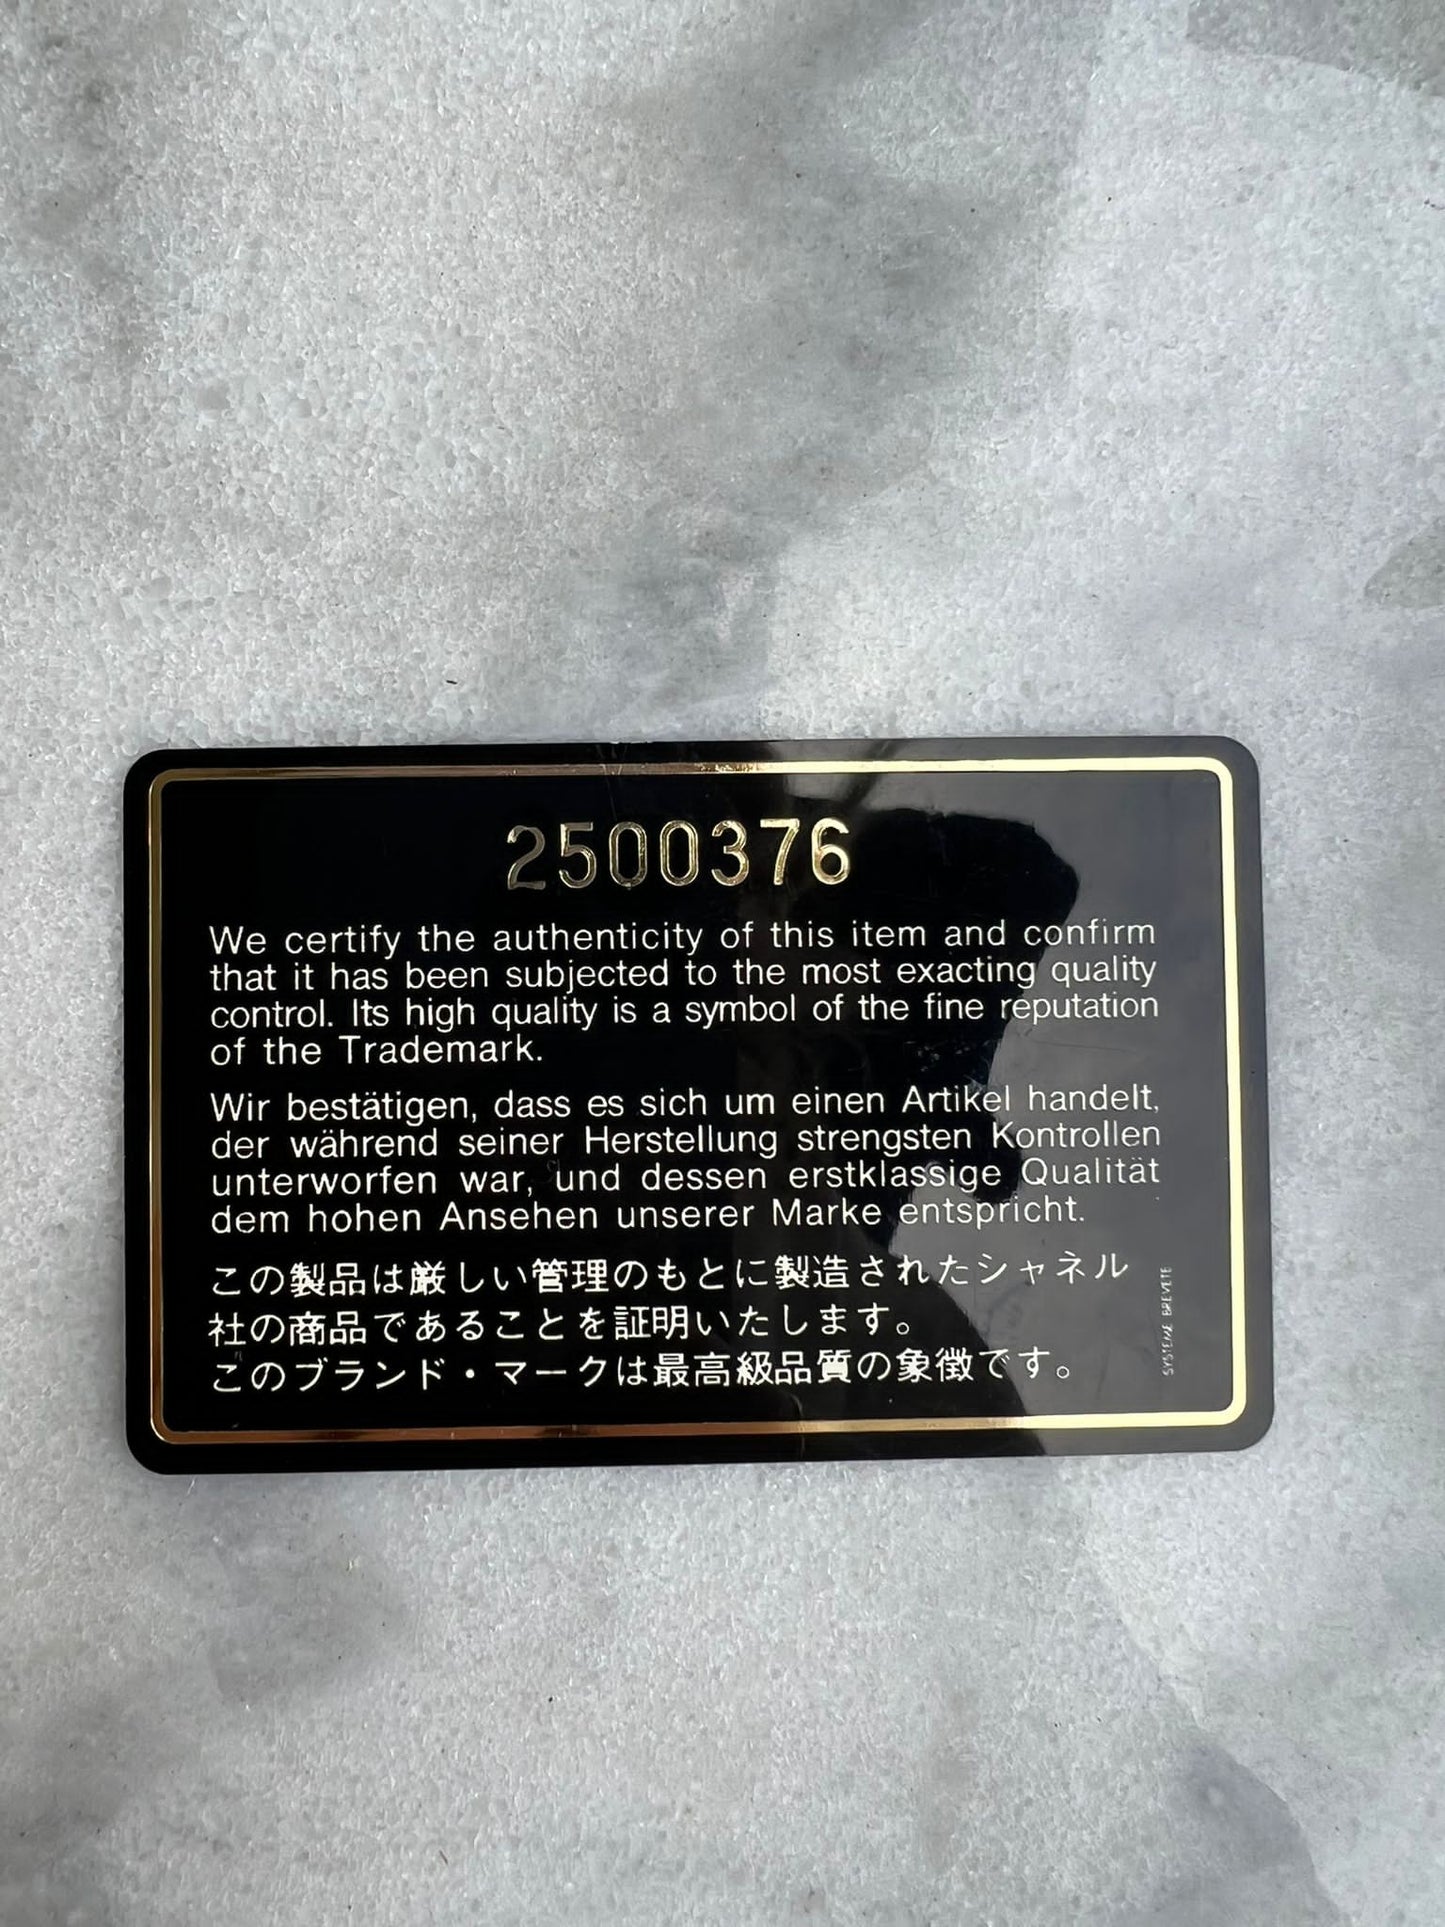 2500376
We certify the authenticity of this item and confirm
that it has been subjected to the most exacting quality
control. Its high quality is a symbol of the fine reputation
of the Trademark.
Wir bestätigen, dass es sich um einen Artikel handelt,
der während seiner Herstellung strengsten Kontrollen
unterworfen war, und dessen erstklassige Qualität
dem hohen Ansehen unserer Marke entspricht.
この製品は厳しい管理のもとに製造されたシャネル
社の商品であることを証明いたします。
このブランド・マークは最高級品質の象徴です。
SYSTEME BREVETE